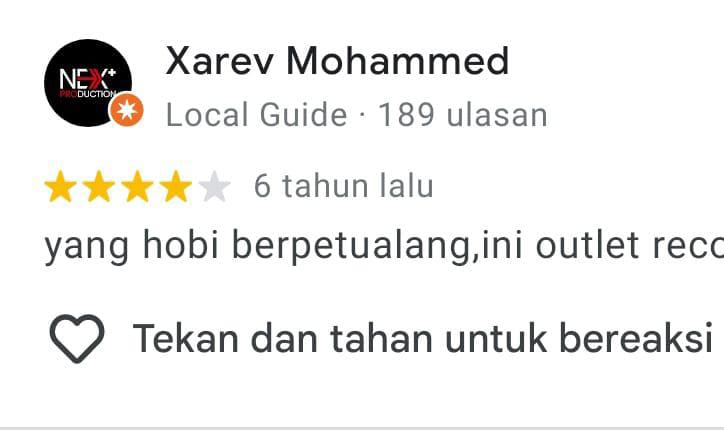 NEX+
PRODUCTION
Xarev Mohammed
Local Guide · 189 ulasan
6 tahun lalu
yang hobi berpetualang,ini outlet reco
Tekan dan tahan untuk bereaksi